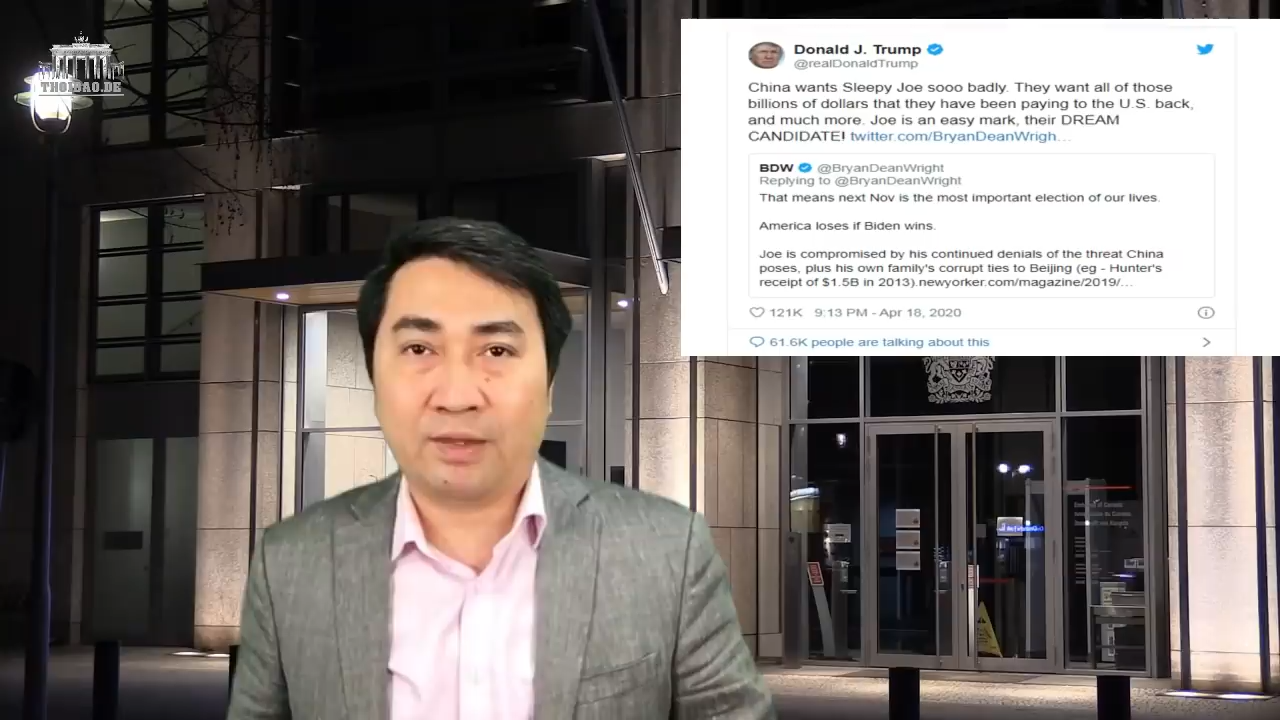 THOIBAO.DE
Donald J. Trump
@realDonaldTrump
China wants Sleepy Joe sooo badly. They want all of those
billions of dollars that they have been paying to the U.S. back,
and much more. Joe is an easy mark, their DREAM
CANDIDATE! twitter.com/BryanDeanWrigh…
BDW @BryanDeanWright
Replying to @BryanDeanWright
That means next Nov is the most important election of our lives.
America loses if Biden wins.
Joe is compromised by his continued denials of the threat China
poses, plus his own family's corrupt ties to Beijing (eg - Hunter's
receipt of $1.5B in 2013).newyorker.com/magazine/2019/…
121K 9:13 PM - Apr 18, 2020
61.6K people are talking about this
Embassy of Canada